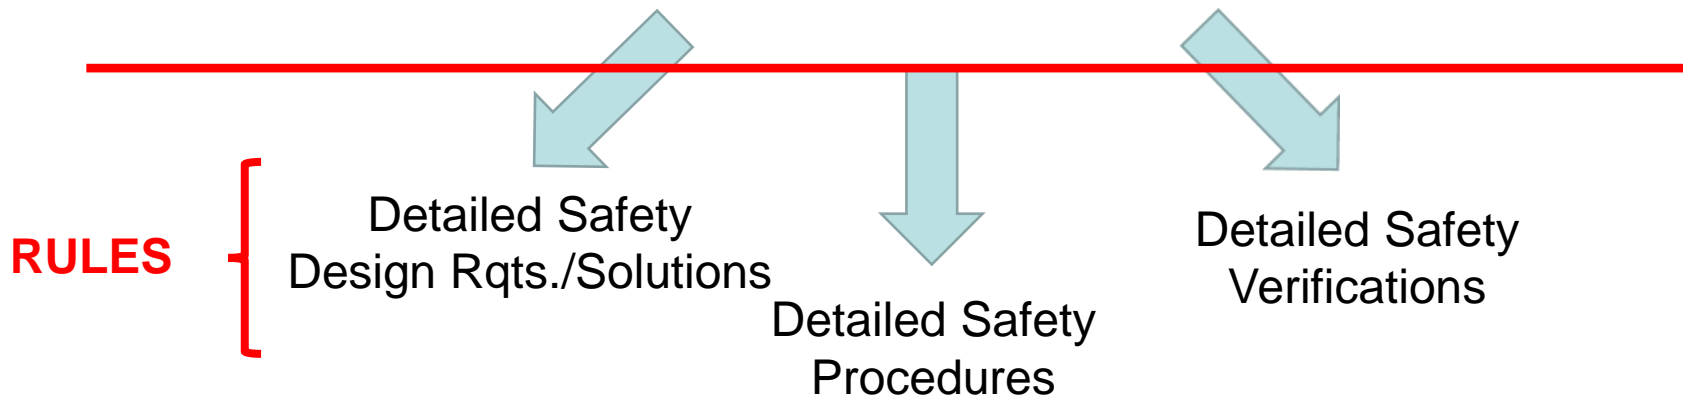 RULES
Detailed Safety
Design Rqts./Solutions
Detailed Safety
Procedures
Detailed Safety
Verifications